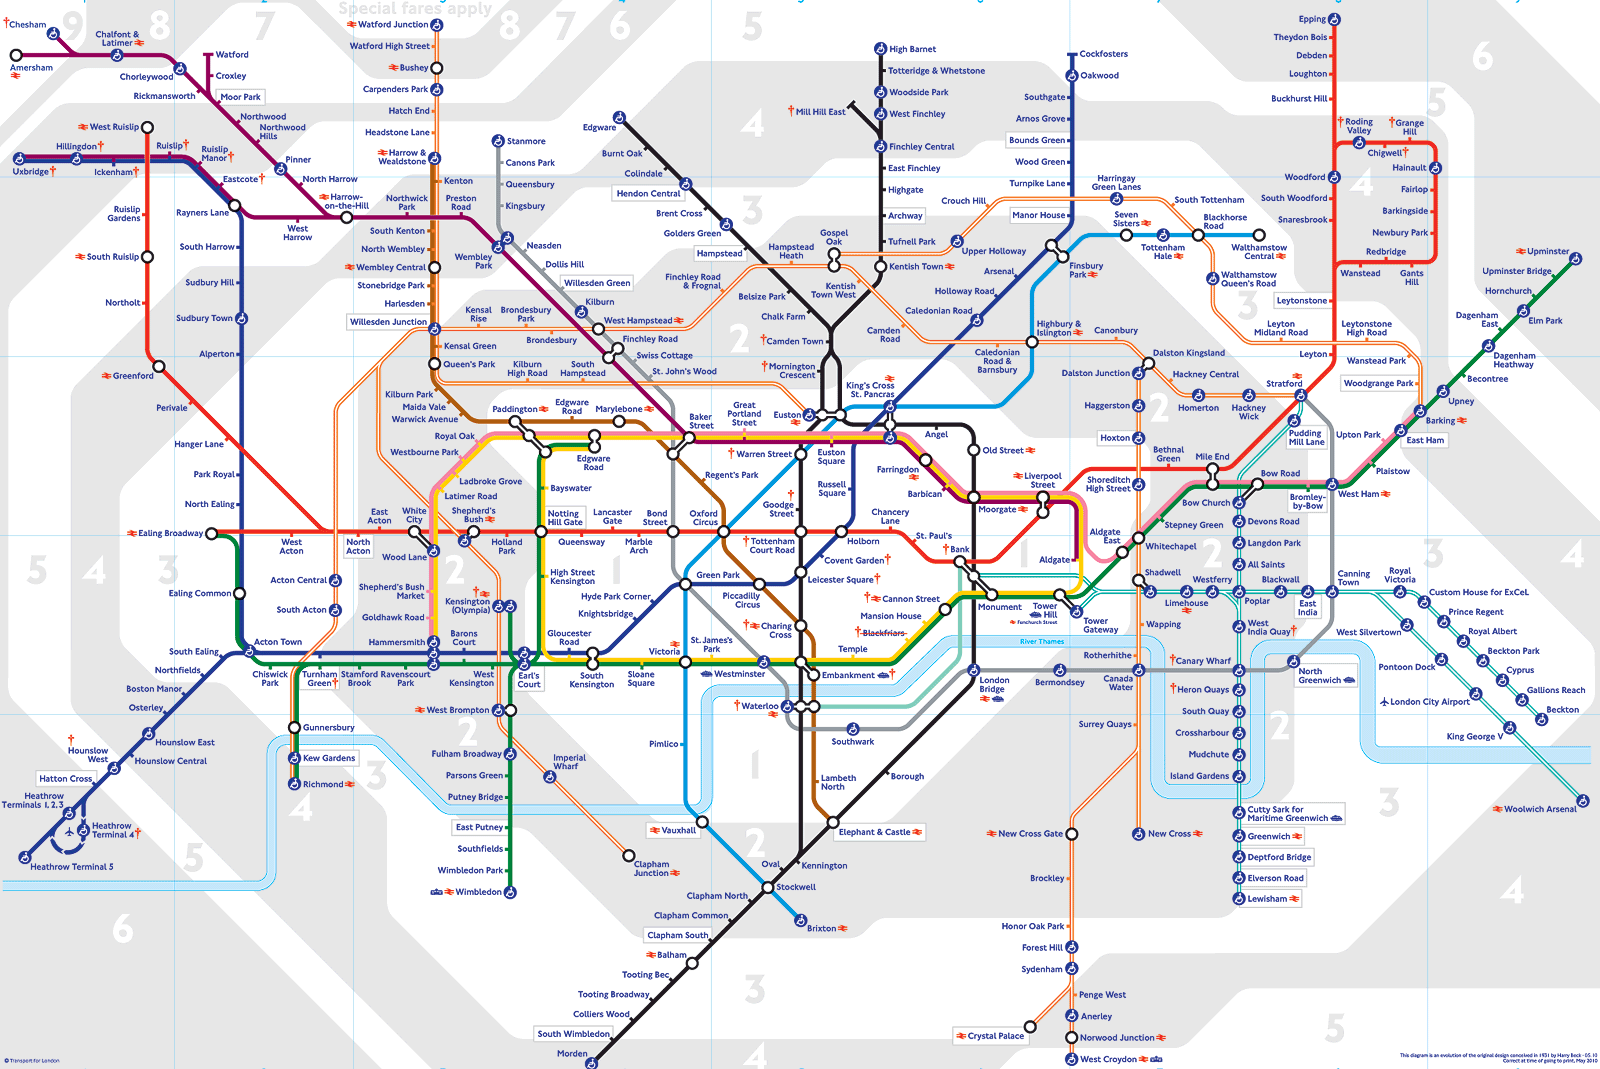 Special fares apply
9
8
7
8
7
6
5
6
†Chesham
Chalfont &
Latimer
Amersham
Chorleywood
Rickmansworth
Watford
Croxley
Moor Park
Northwood
Northwood
Hills
Pinner
North Harrow
Harrow-
on-the-Hill
West Ruislip
Hillingdon†
Uxbridge†
Ickenham†
Ruislip†
Ruislip
Manor†
Eastcote†
Rayners Lane
West
Harrow
Northwick
Park
Preston
Road
Ruislip
Gardens
South Ruislip
Northolt
Greenford
Perivale
Hanger Lane
South Harrow
Sudbury Hill
Sudbury Town
Alperton
Park Royal
North Ealing
Watford Junction
Watford High Street
Bushey
Carpenders Park
Hatch End
Headstone Lane
Harrow &
Wealdstone
Kenton
South Kenton
North Wembley
Wembley Central
Stonebridge Park
Harlesden
Willesden Junction
Kensal Green
Queen's Park
Kilburn Park
Maida Vale
Warwick Avenue
Stanmore
Canons Park
Queensbury
Kingsbury
Wembley
Park
Neasden
Dollis Hill
Willesden Green
Kilburn
West Hampstead
Finchley Road
Swiss Cottage
St. John's Wood
Kensal
Rise
Brondesbury
Park
Brondesbury
Kilburn
High Road
South
Hampstead
Finchley Road
& Frognal
Hampstead
Heath
Gospel
Oak
Kentish
Town West
Camden
Road
Caledonian
Road &
Barnsbury
Edgware
Burnt Oak
Colindale
Hendon Central
Brent Cross
Golders Green
Hampstead
Belsize Park
Chalk Farm
†Camden Town
†Mornington
Crescent
Euston
High Barnet
Totteridge & Whetstone
Woodside Park
†Mill Hill East
West Finchley
Finchley Central
East Finchley
Highgate
Archway
Tufnell Park
Kentish Town
Cockfosters
Oakwood
Southgate
Arnos Grove
Bounds Green
Wood Green
Turnpike Lane
Manor House
Finsbury
Park
Arsenal
Holloway Road
Caledonian Road
King's Cross
St. Pancras
Crouch Hill
Upper Holloway
Harringay
Green Lanes
South Tottenham
Seven
Sisters
Tottenham
Hale
Blackhorse
Road
Walthamstow
Central
Walthamstow
Queen's Road
Leyton
Midland Road
Leytonstone
High Road
Wanstead Park
Woodgrange Park
Highbury &
Islington
Canonbury
Dalston Kingsland
Dalston Junction
Hackney Central
Homerton
Hackney
Wick
Stratford
Haggerston
Hoxton
Shoreditch
High Street
Epping
Theydon Bois
Debden
Loughton
Buckhurst Hill
†Roding
Valley
†Grange
Hill
Chigwell†
Hainault
Fairlop
Barkingside
Newbury Park
Redbridge
Gants
Hill
Wanstead
Woodford
South Woodford
Snaresbrook
Leytonstone
Leyton
Upminster
Upminster Bridge
Hornchurch
Elm Park
Dagenham
East
Dagenham
Heathway
Becontree
Upney
Barking
East Ham
Upton Park
Plaistow
West Ham
Bromley-
by-Bow
Bow Road
Mile End
Bethnal
Green
Stepney Green
Whitechapel
Pudding
Mill Lane
Bow Church
Devons Road
Langdon Park
All Saints
Poplar
Paddington
Edgware
Road
Marylebone
Baker
Street
Great
Portland
Street
†Warren Street
Euston
Square
Angel
Old Street
Farringdon
Barbican
Moorgate
Liverpool
Street
Royal Oak
Westbourne Park
Ladbroke Grove
Latimer Road
Edgware
Road
Bayswater
Regent's Park
Russell
Square
†
Goodge
Street
East
Acton
White
City
Shepherd's
Bush
Holland
Park
Notting
Hill Gate
Queensway
Lancaster
Gate
Marble
Arch
Bond
Street
Oxford
Circus
†Tottenham
Court Road
Holborn
Chancery
Lane
St. Paul's
†Bank
Aldgate
East
Aldgate
Ealing Broadway
West
Acton
North
Acton
Wood Lane
Acton Central
South Acton
Shepherd's Bush
Market
Goldhawk Road
Hammersmith
Kensington
(Olympia)
High Street
Kensington
Hyde Park Corner
Knightsbridge
Green Park
Piccadilly
Circus
Covent Garden†
Leicester Square†
†Charing
Cross
†Cannon Street
Mansion House
†Blackfriars
Temple
Monument
Tower
Hill
Fenchurch Street
Tower
Gateway
Shadwell
Limehouse
Westferry
Blackwall
East
India
Canning
Town
Royal
Victoria
Custom House for ExCeL
Prince Regent
Royal Albert
Beckton Park
Cyprus
Gallions Reach
Beckton
West Silvertown
Pontoon Dock
London City Airport
King George V
Woolwich Arsenal
Ealing Common
Acton Town
South Ealing
Northfields
Boston Manor
Osterley
Hounslow East
Hounslow Central
†
Hounslow
West
Hatton Cross
Heathrow
Terminals 1, 2, 3
Heathrow
Terminal 4†
Heathrow Terminal 5
Chiswick
Park
Turnham
Green†
Stamford
Brook
Ravenscourt
Park
Barons
Court
West
Kensington
Earl's
Court
Gloucester
Road
South
Kensington
Sloane
Square
Victoria
St. James's
Park
Westminster
Embankment
†Waterloo
Southwark
London
Bridge
Bermondsey
Canada
Water
†Canary Wharf
North
Greenwich
River Thames
Wapping
Rotherhithe
Surrey Quays
West
India Quay†
†Heron Quays
South Quay
Crossharbour
Mudchute
Island Gardens
Cutty Sark for
Maritime Greenwich
Greenwich
Deptford Bridge
Elverson Road
Lewisham
Gunnersbury
Kew Gardens
Richmond
West Brompton
Fulham Broadway
Parsons Green
Putney Bridge
East Putney
Southfields
Wimbledon Park
Wimbledon
Imperial
Wharf
Clapham
Junction
Pimlico
Vauxhall
Lambeth
North
Elephant & Castle
Borough
Kennington
Oval
Stockwell
Brixton
Clapham North
Clapham Common
Clapham South
Balham
Tooting Bec
Tooting Broadway
Colliers Wood
South Wimbledon
Morden
New Cross Gate
New Cross
Brockley
Honor Oak Park
Forest Hill
Sydenham
Penge West
Anerley
Crystal Palace
Norwood Junction
West Croydon
5
4
3
2
1
© Transport for London
This diagram is an evolution of the original design conceived in 1931 by Harry Beck · 05.10
Correct at time of going to print, May 2010